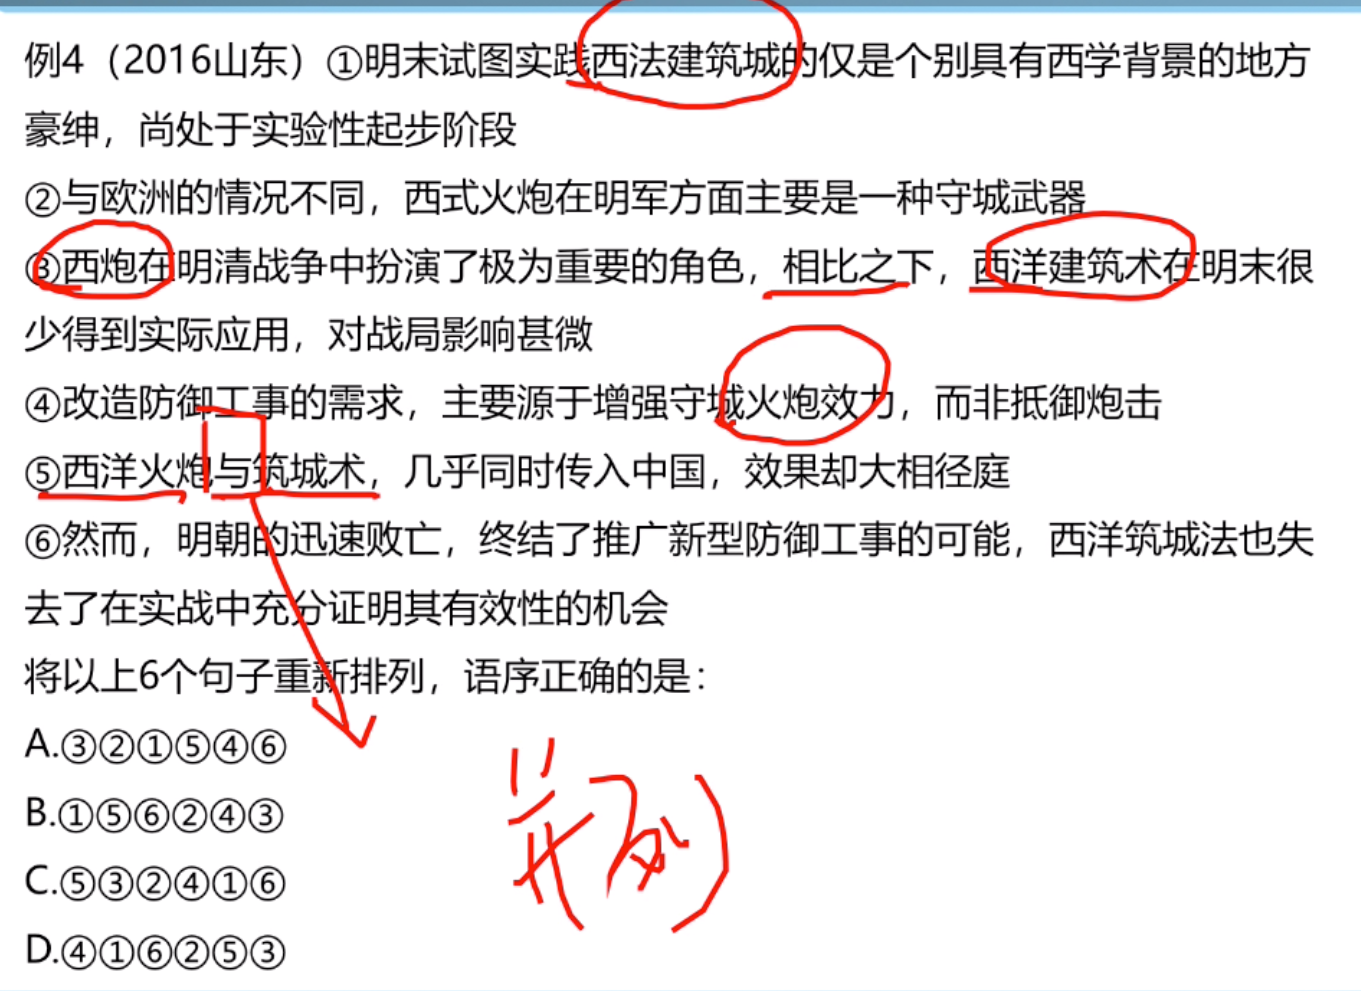 例4（2016山东）①明末试图实践西法建筑城的仅是个别具有西学背景的地方
豪绅，尚处于实验性起步阶段
②与欧洲的情况不同，西式火炮在明军方面主要是一种守城武器
③西炮在明清战争中扮演了极为重要的角色，相比之下，西洋建筑术在明末很
少得到实际应用，对战局影响甚微
④改造防御工事的需求，主要源于增强守城火炮效力，而非抵御炮击
⑤西洋火炮与筑城术，几乎同时传入中国，效果却大相径庭
⑥然而，明朝的迅速败亡，终结了推广新型防御工事的可能，西洋筑城法也失
去了在实战中充分证明其有效性的机会
将以上6个句子重新排列，语序正确的是：
A.③②①⑤④⑥
B.①⑤⑥②④③
C.⑤③②④①⑥
D.④①⑥②⑤③
并列